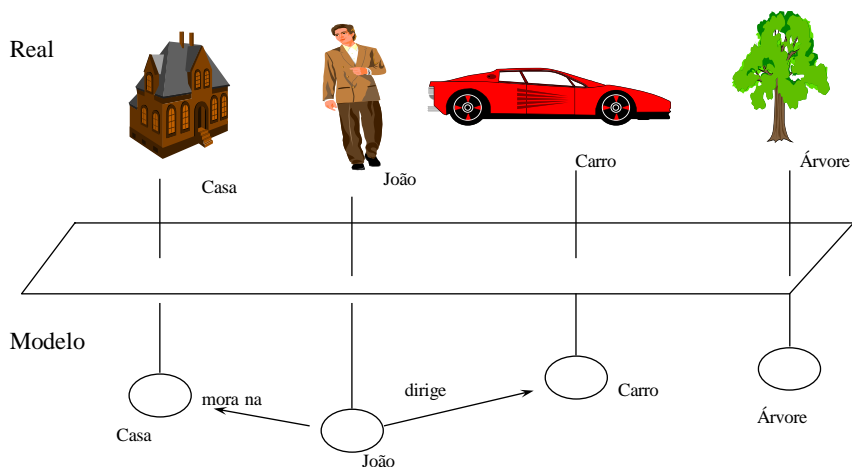 Real
Casa
João
Carro
Árvore
Modelo
mora na
dirige
Carro
Casa
João
Árvore